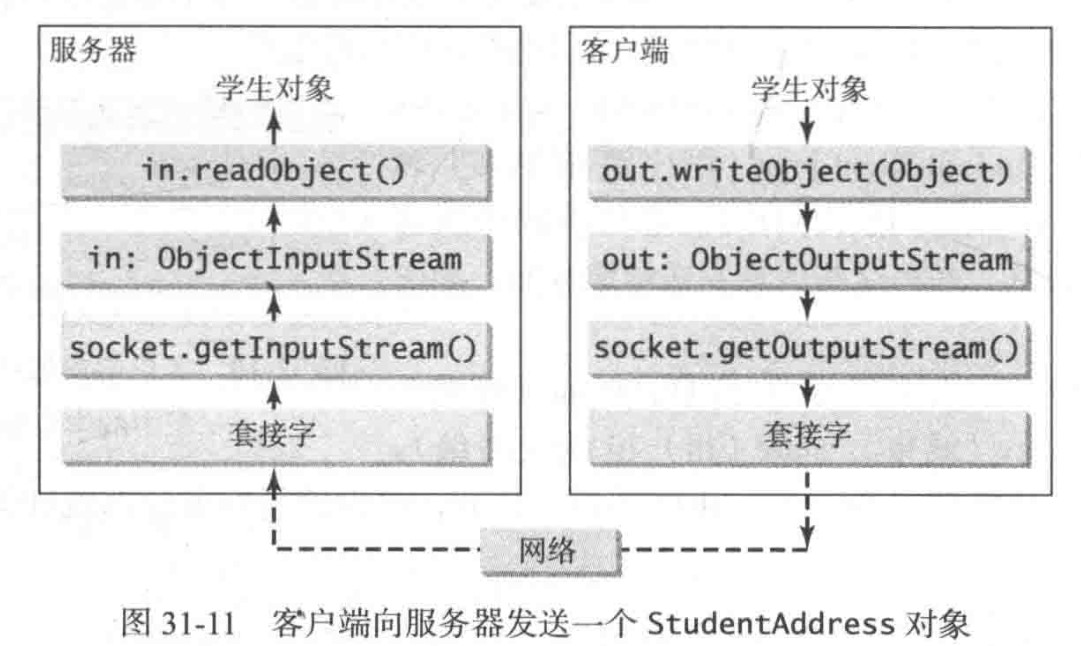 服务器
学生对象
in.readObject()
in: ObjectInputStream
socket.getInputStream()
套接字
客户端
学生对象
out.writeObject(Object)
out: ObjectOutputStream
socket.getOutputStream()
套接字
网络
图 31-11 客户端向服务器发送一个 StudentAddress 对象